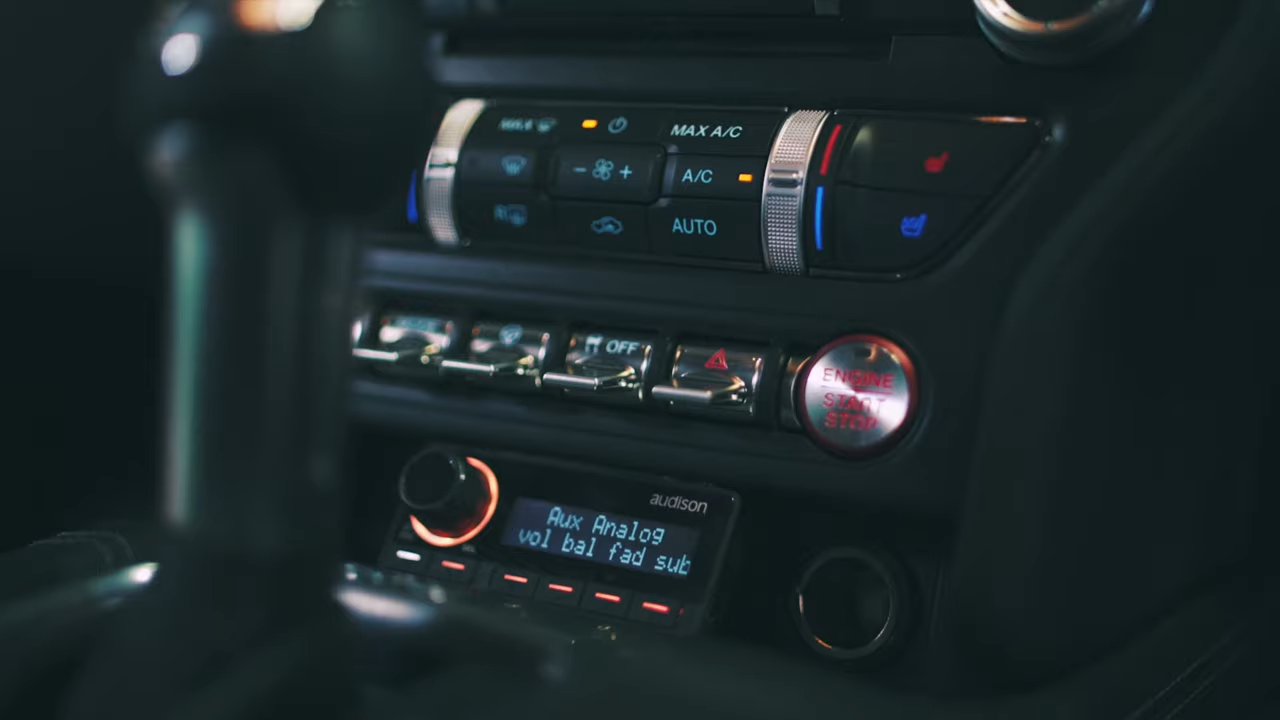 MAX A/C
A/C
R
AUTO
OFF
ENGINE
START
STOP
audison
Aux Analog
vol bal fad sub